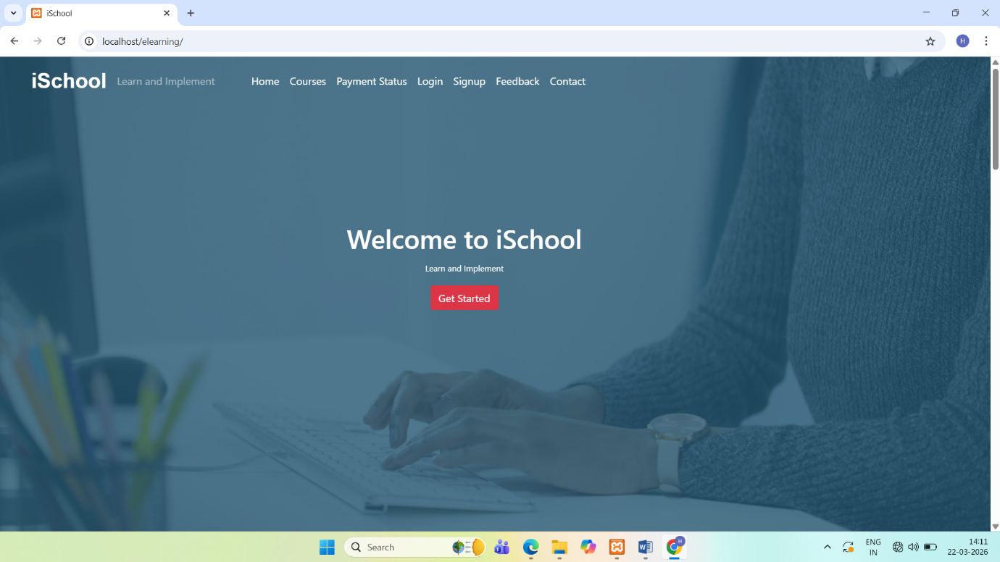 iSchool
localhost/elearning/
H
iSchool Learn and Implement Home Courses Payment Status Login Signup Feedback Contact
Welcome to iSchool
Learn and Implement
Get Started
Search
H
ENG
IN
14:11
22-03-2026